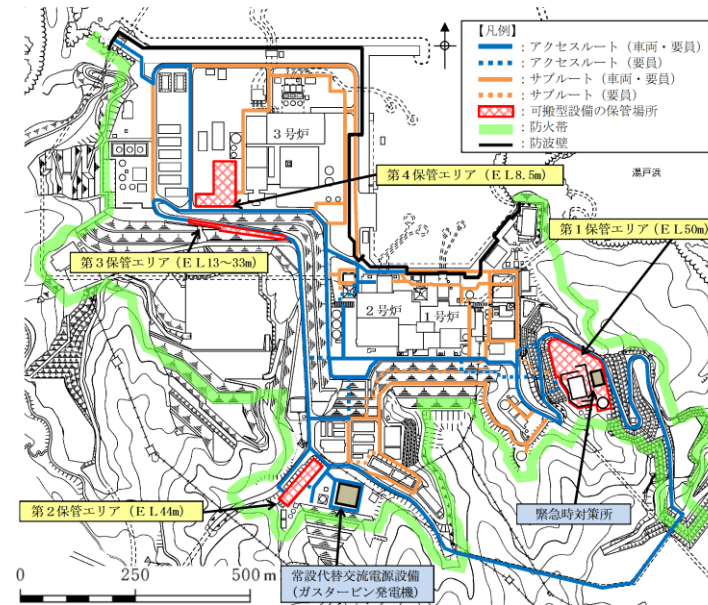 【凡例】
：アクセスルート（車両・要員）
：アクセスルート（要員）
：サブルート（車両・要員）
：サブルート（要員）
：可搬型設備の保管場所
：防火帯
：防波壁
3号炉
湯戸浜
第4保管エリア（EL8.5m）
第1保管エリア（EL50m）
第3保管エリア（EL13～33m）
2号炉
1号炉
第2保管エリア（EL44m）
緊急時対策所
常設代替交流電源設備
(ガスタービン発電機)
0 250 500 m